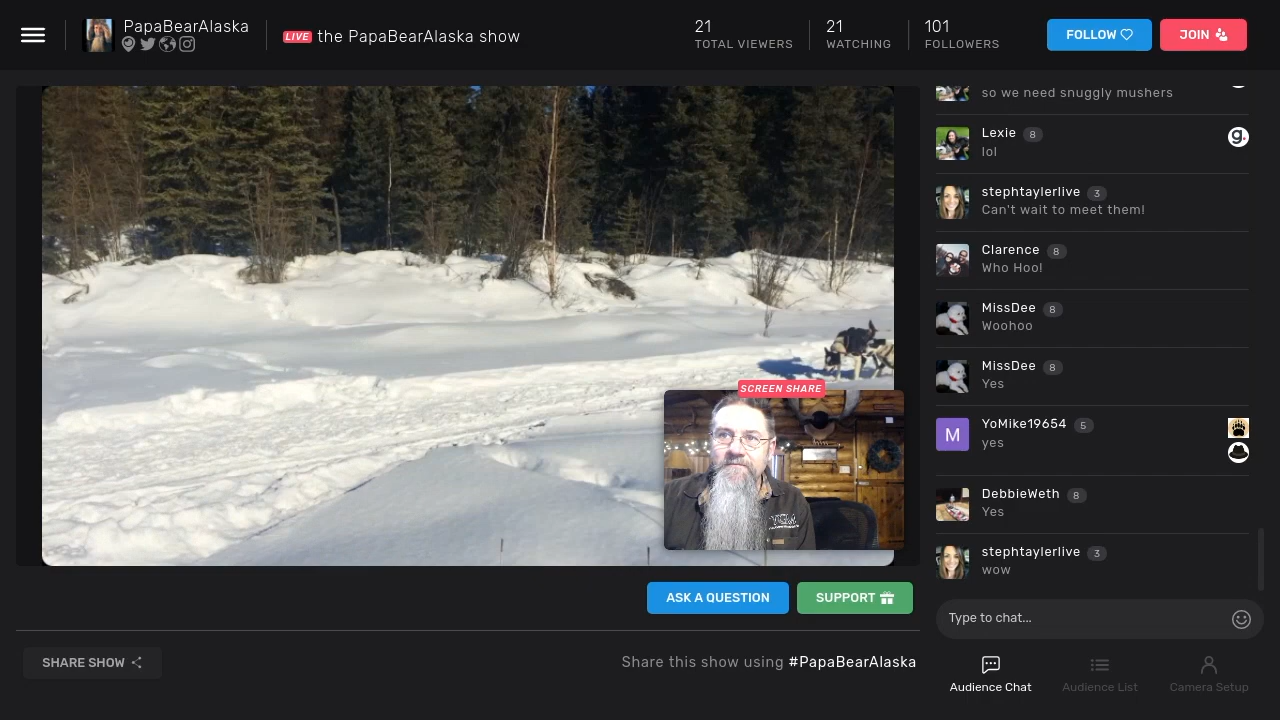 PapaBearAlaska
LIVE the PapaBearAlaska show
21
TOTAL VIEWERS
21
WATCHING
101
FOLLOWERS
FOLLOW
JOIN
SCREEN SHARE
ASK A QUESTION
SUPPORT
SHARE SHOW
Share this show using #PapaBearAlaska
so we need snuggly mushers
Lexie 8
lol
g.
stephtaylerlive 3
Can't wait to meet them!
Clarence 8
Who Hoo!
MissDee 8
Woohoo
MissDee 8
Yes
M
YoMike19654 5
yes
DebbieWeth 8
Yes
stephtaylerlive 3
wow
Type to chat...
Audience Chat
Audience List
Camera Setup